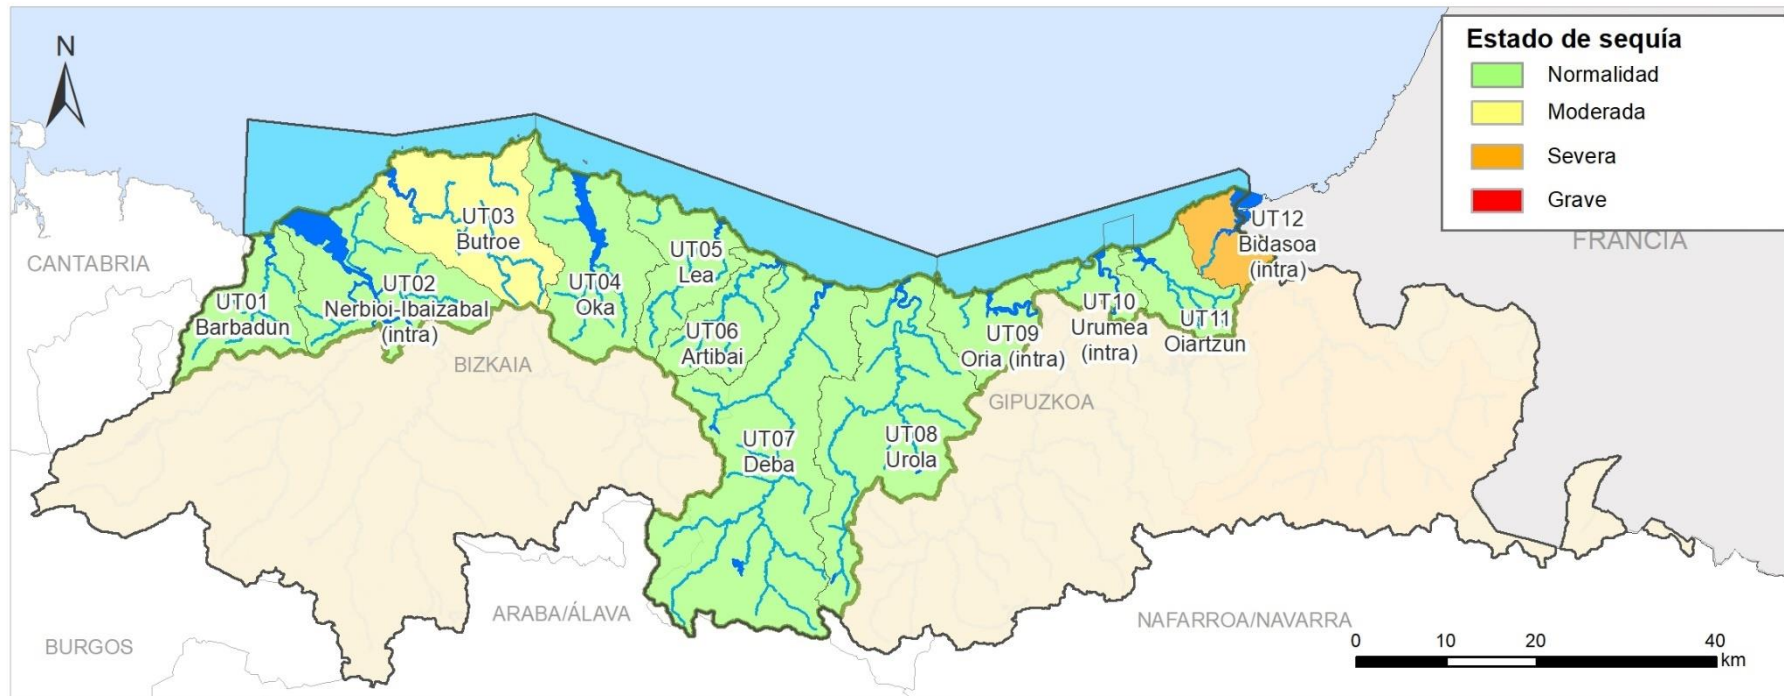 N
Estado de sequía
Normalidad
Moderada
Severa
Grave
CANTABRIA
UT01
Barbadun
UT02
Nerbioi-Ibaizabal
(intra)
UT03
Butroe
UT04
Oka
UT05
Lea
UT06
Artibai
UT07
Deba
UT08
Urola
UT09
Oria (intra)
UT10
Urumea
(intra)
UT11
Oiartzun
UT12
Bidasoa
(intra)
FRANCIA
BIZKAIA
GIPUZKOA
ARABA/ÁLAVA
NAFARROA/NAVARRA
BURGOS
0 10 20 40
km